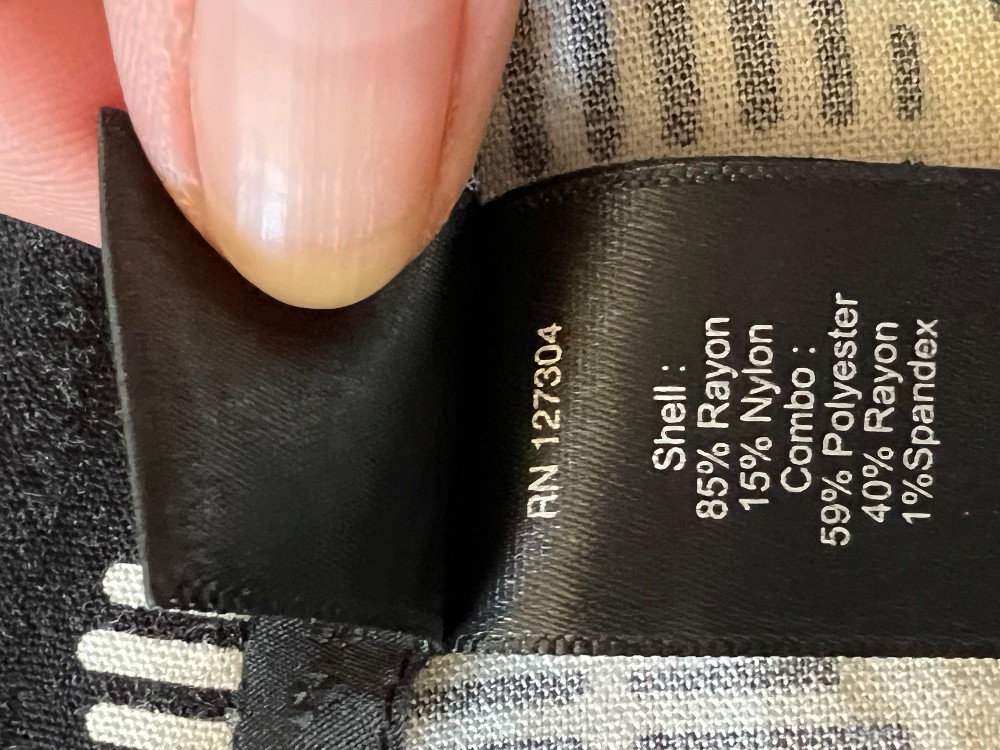 RN 127304
Shell :
85% Rayon
15% Nylon
Combo :
59% Polyester
40% Rayon
1%Spandex